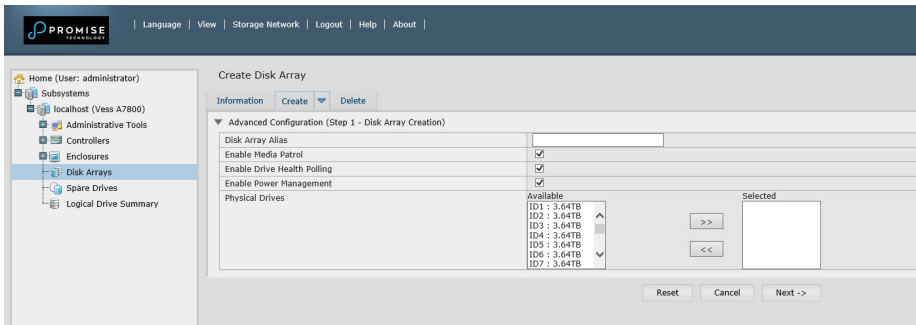 PROMISE
TECHNOLOGY
| Language | View | Storage Network | Logout | Help | About |
Home (User: administrator)
Subsystems
localhost (Vess A7800)
Administrative Tools
Controllers
Enclosures
Disk Arrays
Spare Drives
Logical Drive Summary
Create Disk Array
Information Create Delete
Advanced Configuration (Step 1 - Disk Array Creation)
Disk Array Alias
Enable Media Patrol
Enable Drive Health Polling
Enable Power Management
Physical Drives
Available
ID1 : 3.64TB
ID2 : 3.64TB
ID3 : 3.64TB
ID4 : 3.64TB
ID5 : 3.64TB
ID6 : 3.64TB
ID7 : 3.64TB
>>
<<
Selected
Reset Cancel Next ->